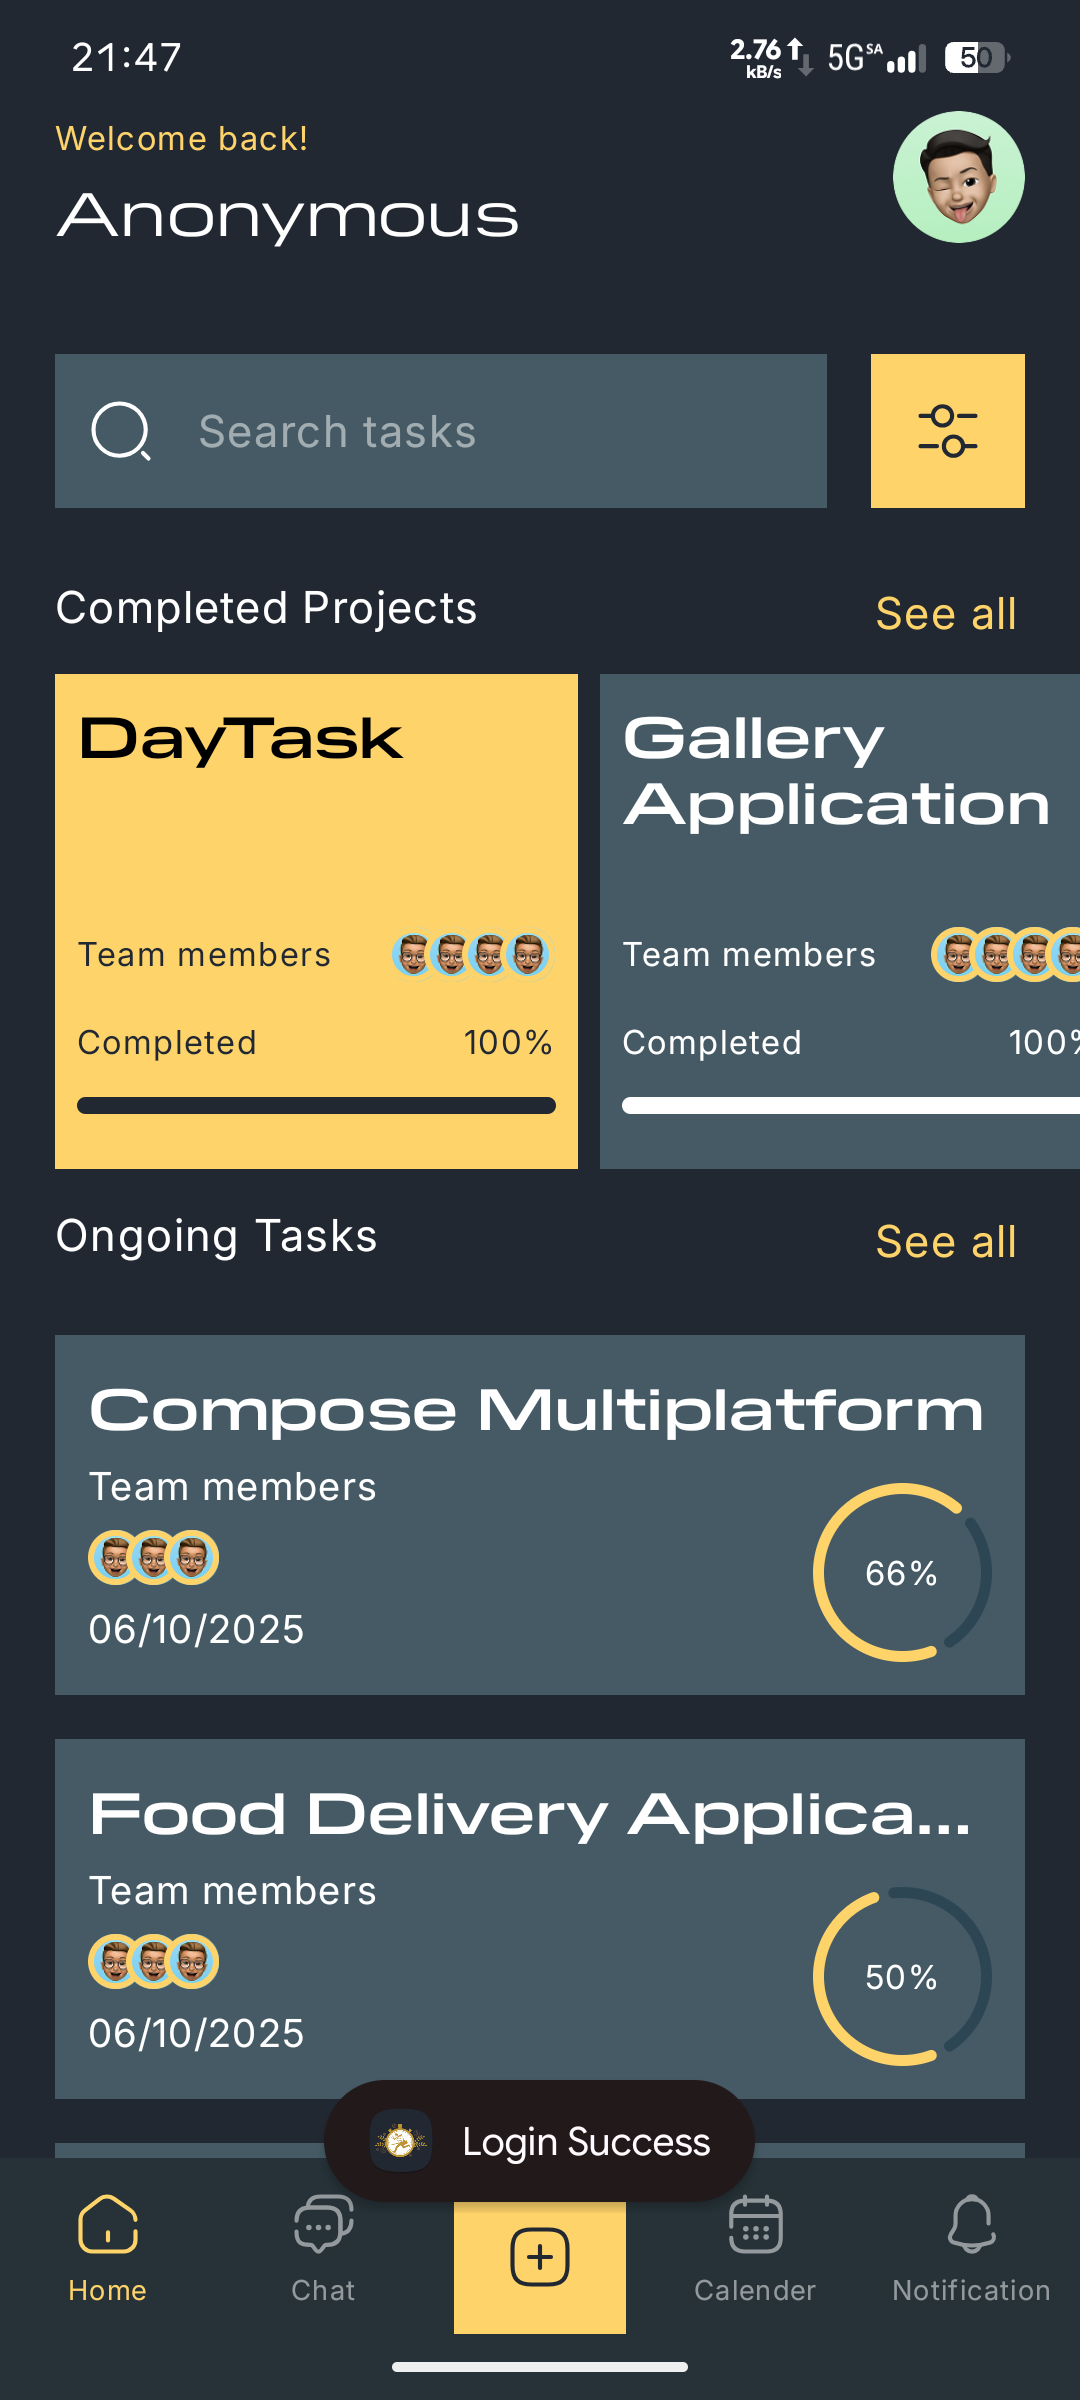 21:47
2.76 kB/s 5G SA 50
Welcome back!
Anonymous
Search tasks
Completed Projects
See all
DayTask
Team members
Completed 100%
Gallery
Application
Team members
Completed 100%
Ongoing Tasks
See all
Compose Multiplatform
Team members
66%
06/10/2025
Food Delivery Applica...
Team members
50%
06/10/2025
Login Success
Home
Chat
Calender
Notification